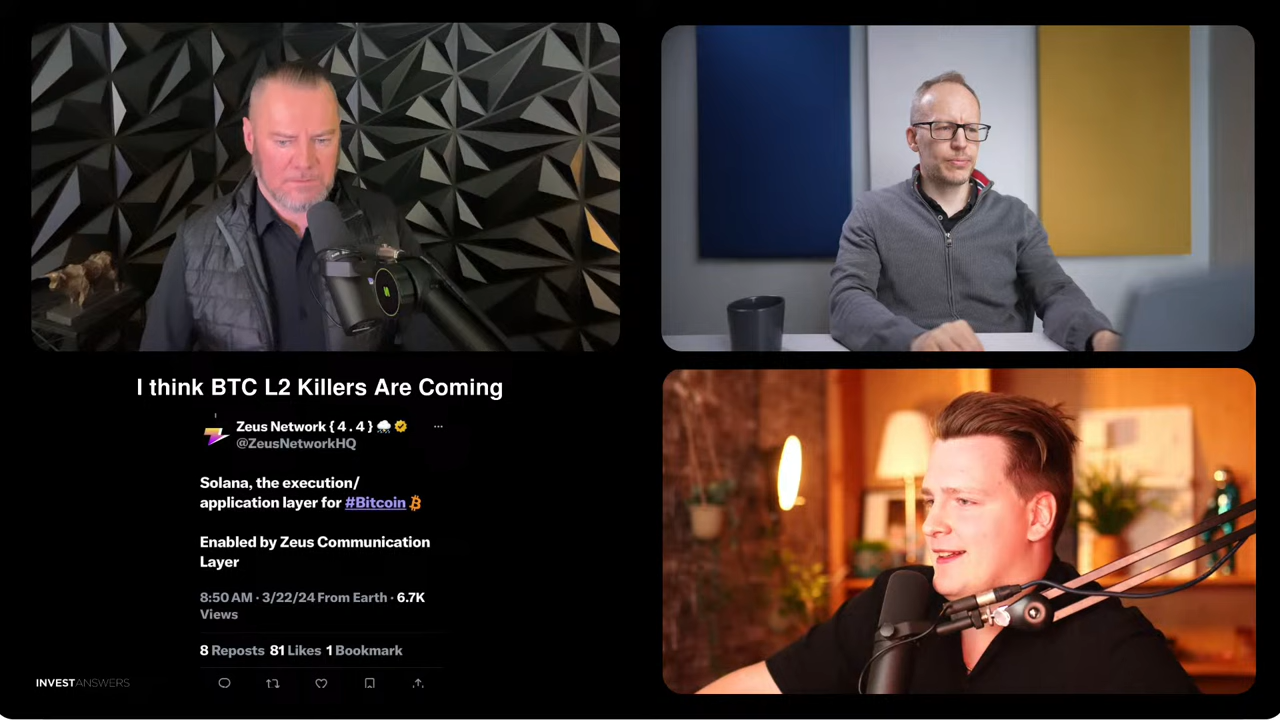 I think BTC L2 Killers Are Coming
Zeus Network { 4 . 4 }
@ZeusNetworkHQ
Solana, the execution/
application layer for #Bitcoin
Enabled by Zeus Communication
Layer
8:50 AM · 3/22/24 From Earth · 6.7K
Views
8 Reposts 81 Likes 1 Bookmark
INVESTANSWERS